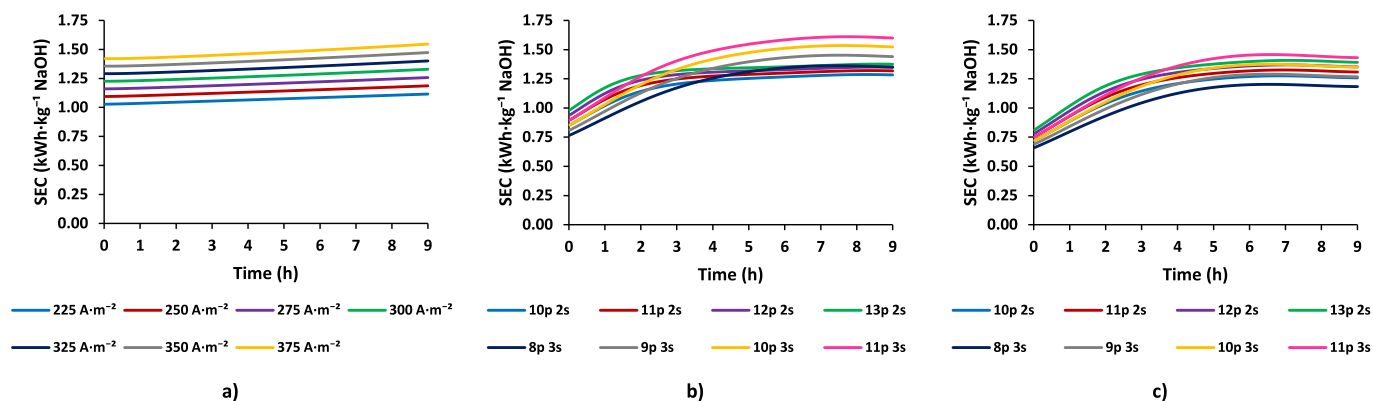 SEC (kWh·kg⁻¹ NaOH)
1.75
1.50
1.25
1.00
0.75
0.50
0.25
0.00
0 1 2 3 4 5 6 7 8 9
Time (h)
225 A·m⁻² 250 A·m⁻² 275 A·m⁻² 300 A·m⁻²
325 A·m⁻² 350 A·m⁻² 375 A·m⁻²
a)
SEC (kWh·kg⁻¹ NaOH)
1.75
1.50
1.25
1.00
0.75
0.50
0.25
0.00
0 1 2 3 4 5 6 7 8 9
Time (h)
10p 2s 11p 2s 12p 2s 13p 2s
8p 3s 9p 3s 10p 3s 11p 3s
b)
SEC (kWh·kg⁻¹ NaOH)
1.75
1.50
1.25
1.00
0.75
0.50
0.25
0.00
0 1 2 3 4 5 6 7 8 9
Time (h)
10p 2s 11p 2s 12p 2s 13p 2s
8p 3s 9p 3s 10p 3s 11p 3s
c)